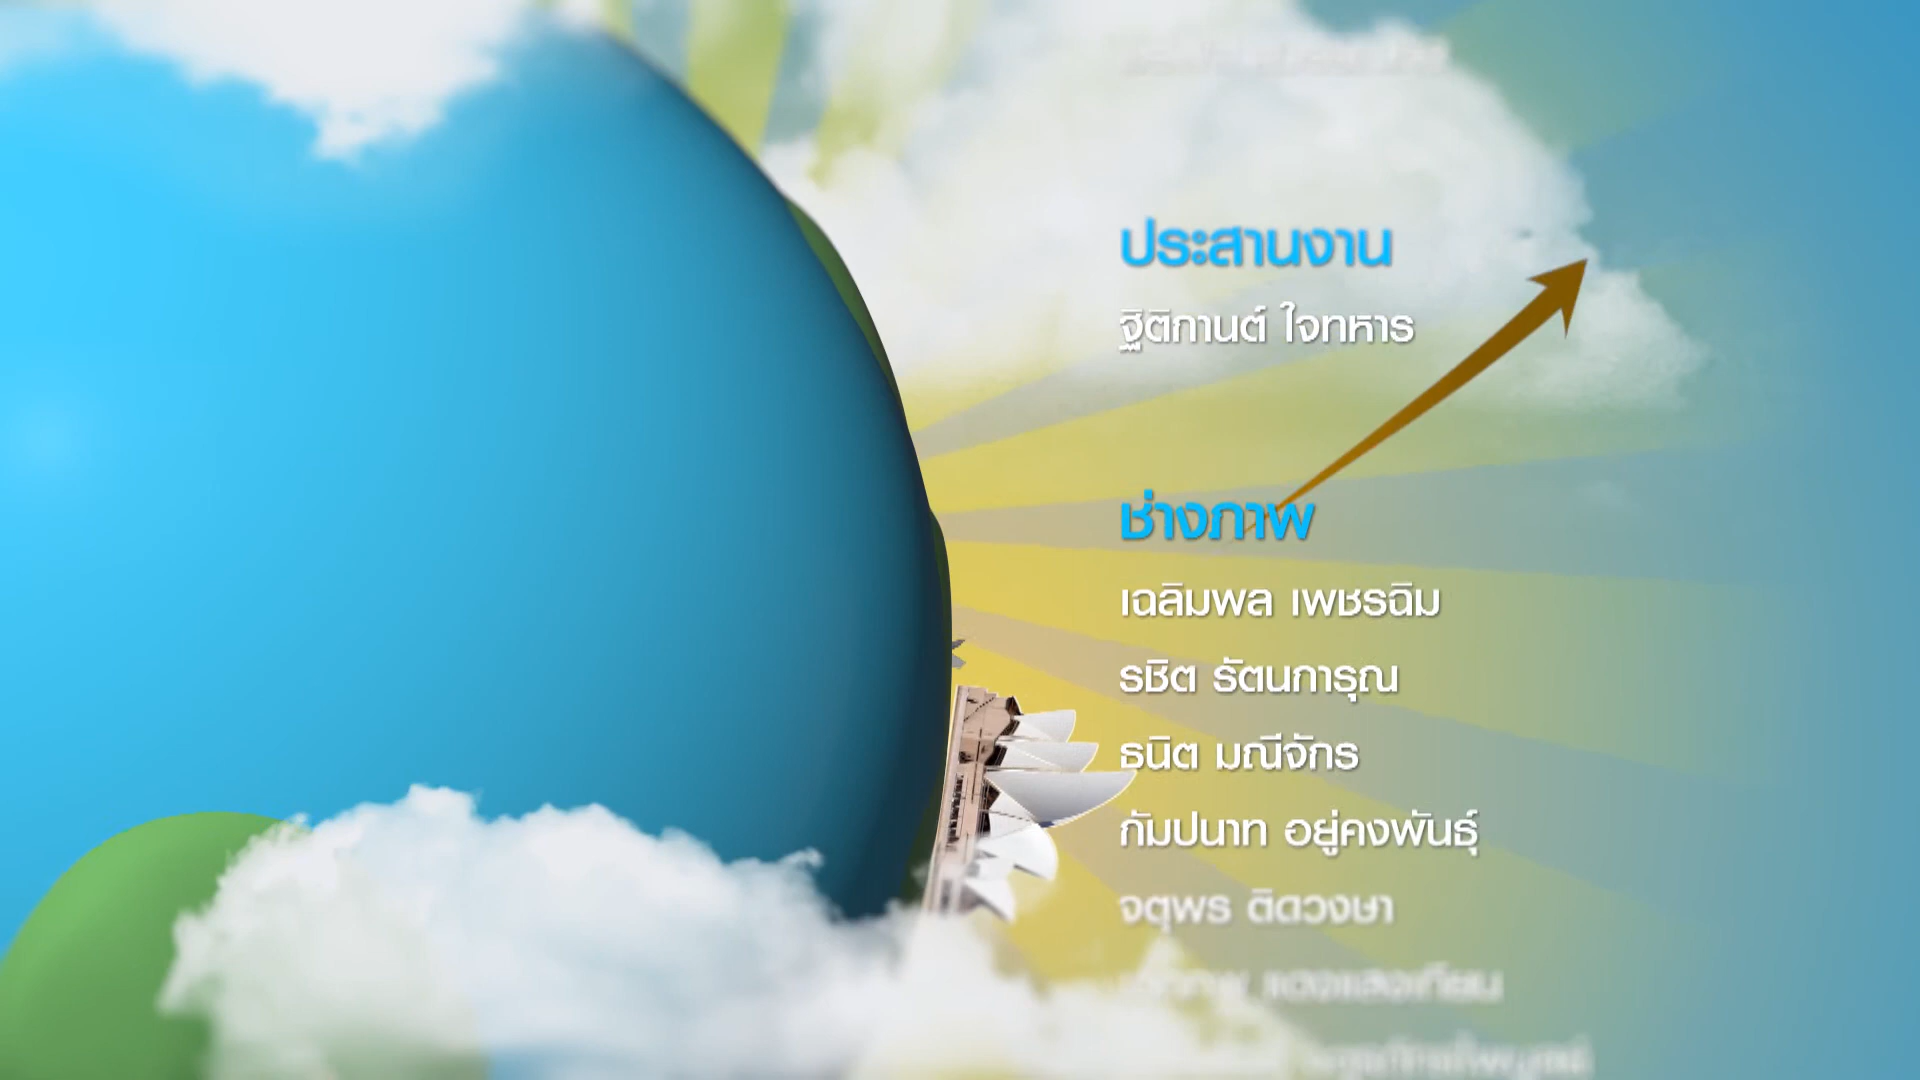 ประสานงาน
ฐิติกานต์ ใจทหาร
ช่างภาพ
เฉลิมพล เพชรฉิม
รชิต รัตนการุณ
ธนิต มณีจักร
กัมปนาท อยู่คงพันธุ์
จตุพร ติดวงษา